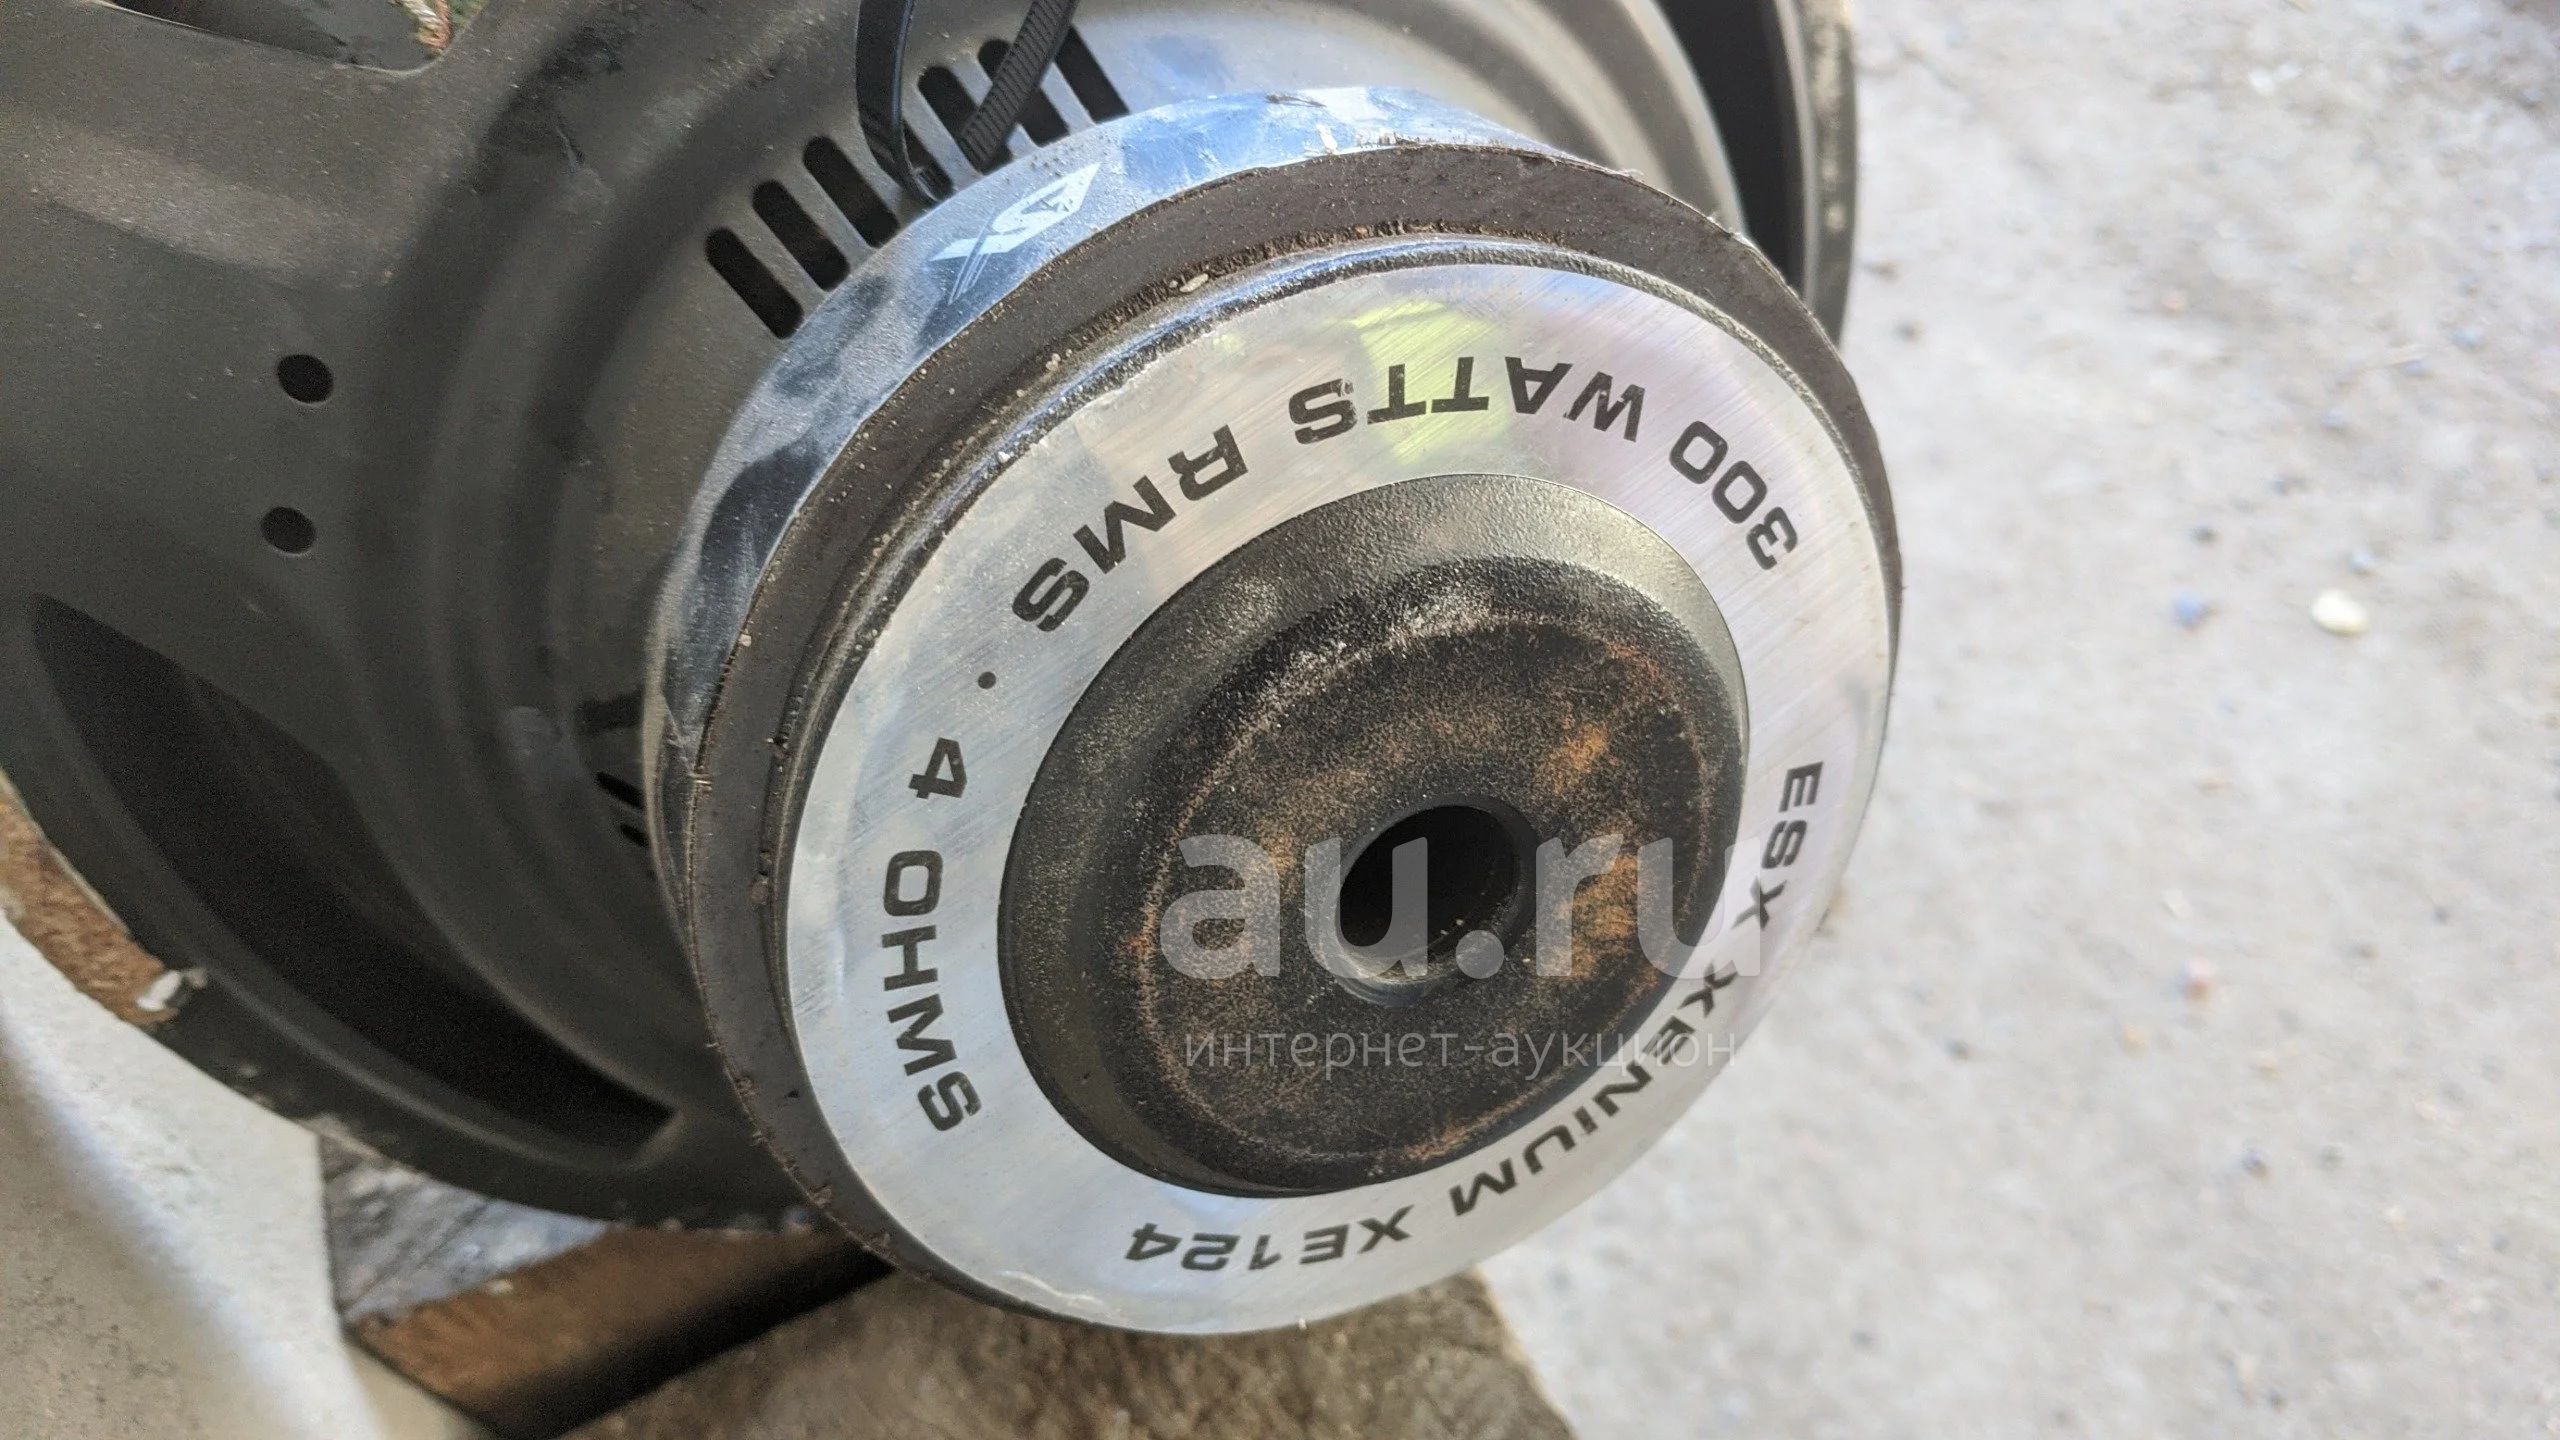 ESX
300 WATTS RMS · 4 OHMS
ESX XENIUM XE124
au.ru
интернет-аукцион